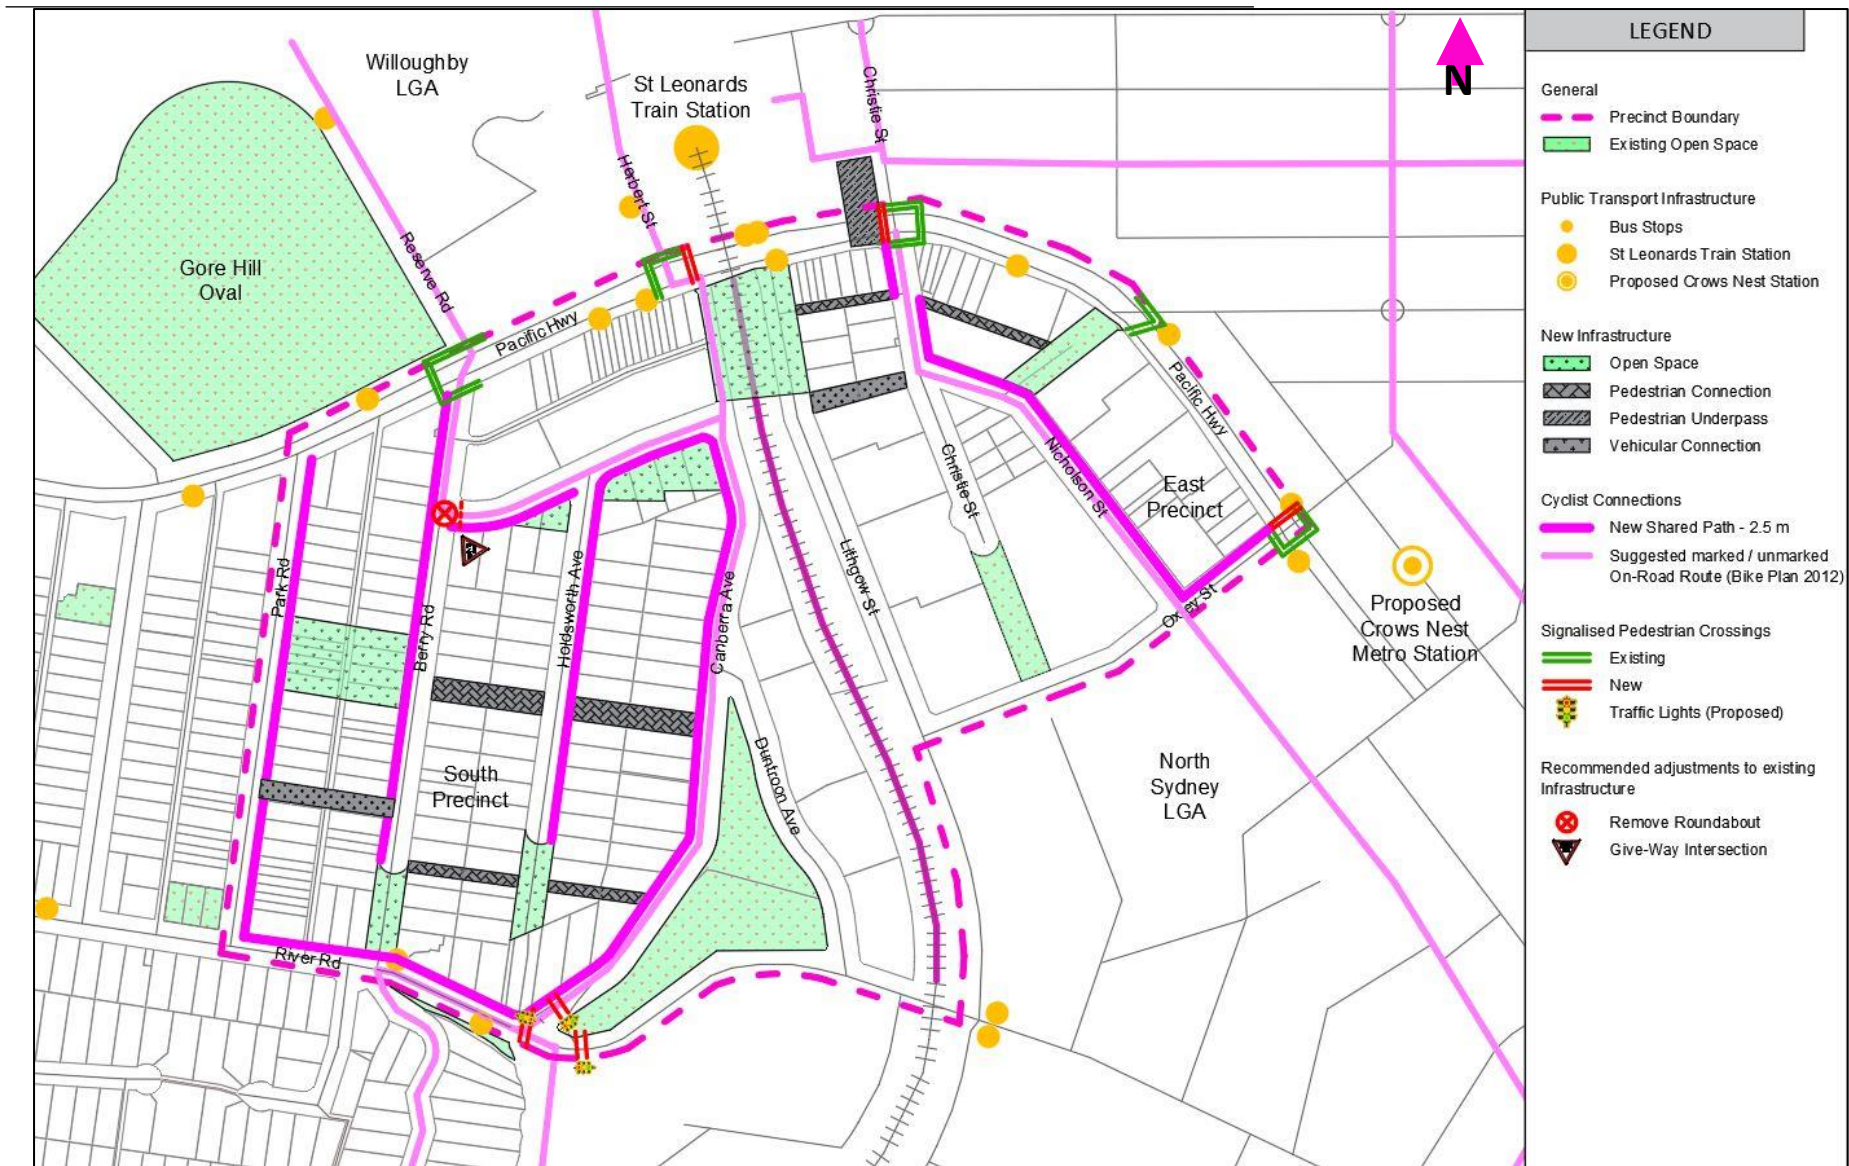 Willoughby
LGA
St Leonards
Train Station
Christie St
Herbert St
Reserve Rd
Gore Hill
Oval
Pacific Hwy
Pacific Hwy
Nicholson St
Christie St
East
Precinct
Lithgow St
Park Rd
Berry Rd
Holdsworth Ave
Canberra Ave
Duntroon Ave
South
Precinct
River Rd
Proposed
Crows Nest
Metro Station
North
Sydney
LGA
N
LEGEND
General
Precinct Boundary
Existing Open Space
Public Transport Infrastructure
Bus Stops
St Leonards Train Station
Proposed Crows Nest Station
New Infrastructure
Open Space
Pedestrian Connection
Pedestrian Underpass
Vehicular Connection
Cyclist Connections
New Shared Path - 2.5 m
Suggested marked / unmarked
On-Road Route (Bike Plan 2012)
Signalised Pedestrian Crossings
Existing
New
Traffic Lights (Proposed)
Recommended adjustments to existing
Infrastructure
Remove Roundabout
Give-Way Intersection